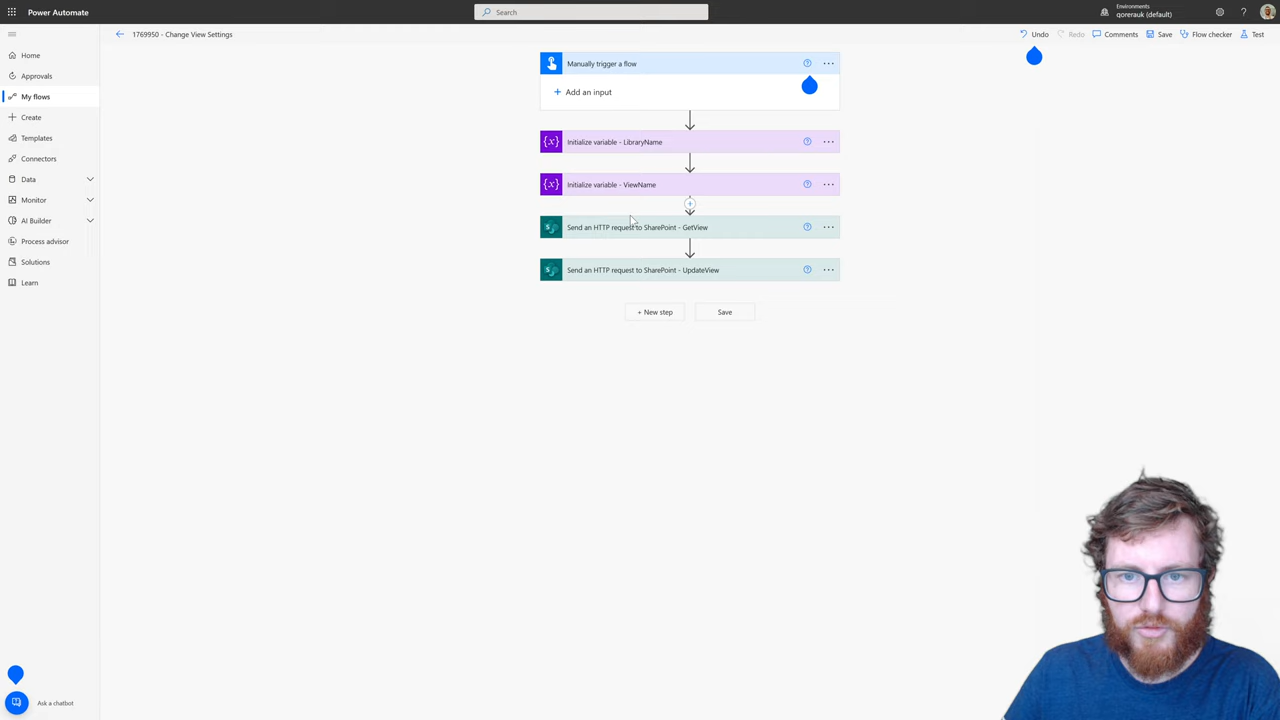 Power Automate
Search
Environments
qorerauk (default)
1769950 - Change View Settings
Undo
Redo
Comments
Save
Flow checker
Test
Home
Approvals
My flows
Create
Templates
Connectors
Data
Monitor
AI Builder
Process advisor
Solutions
Learn
Manually trigger a flow
+ Add an input
{x} Initialize variable - LibraryName
{x} Initialize variable - ViewName
Send an HTTP request to SharePoint - GetView
Send an HTTP request to SharePoint - UpdateView
+ New step
Save
Ask a chatbot